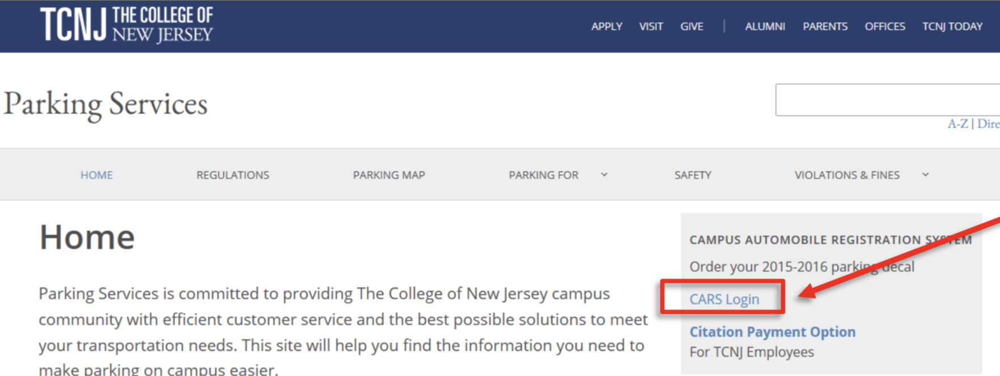 TCNJ THE COLLEGE OF
NEW JERSEY
APPLY VISIT GIVE | ALUMNI PARENTS OFFICES TCNJ TODAY
Parking Services
A-Z | Dire
HOME REGULATIONS PARKING MAP PARKING FOR SAFETY VIOLATIONS & FINES
Home
Parking Services is committed to providing The College of New Jersey campus
community with efficient customer service and the best possible solutions to meet
your transportation needs. This site will help you find the information you need to
make parking on campus easier.
CAMPUS AUTOMOBILE REGISTRATION SYSTEM
Order your 2015-2016 parking decal
CARS Login
Citation Payment Option
For TCNJ Employees